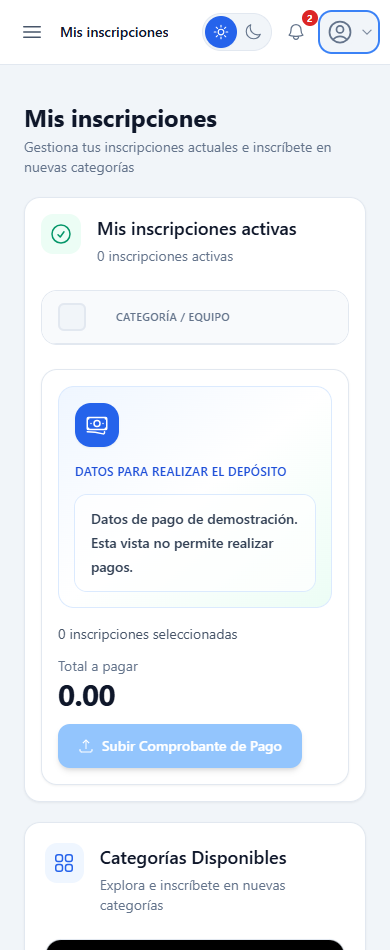 Mis inscripciones
2
Mis inscripciones
Gestiona tus inscripciones actuales e inscríbete en
nuevas categorías
Mis inscripciones activas
0 inscripciones activas
CATEGORÍA / EQUIPO
DATOS PARA REALIZAR EL DEPÓSITO
Datos de pago de demostración.
Esta vista no permite realizar
pagos.
0 inscripciones seleccionadas
Total a pagar
0.00
Subir Comprobante de Pago
Categorías Disponibles
Explora e inscríbete en nuevas
categorías